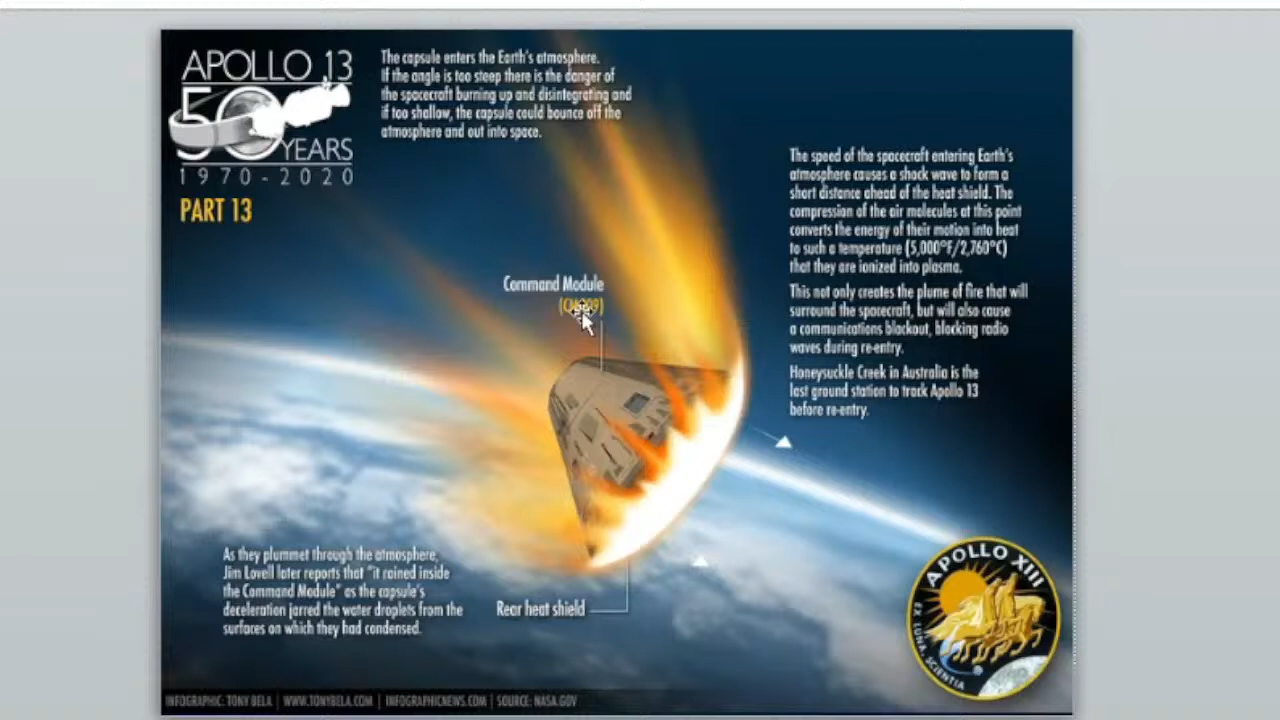 APOLLO 13
50
YEARS
1970-2020
PART 13
The capsule enters the Earth's atmosphere.
If the angle is too steep there is the danger of
the spacecraft burning up and disintegrating and
if too shallow, the capsule could bounce off the
atmosphere and out into space.
The speed of the spacecraft entering Earth's
atmosphere causes a shock wave to form a
short distance ahead of the heat shield. The
compression of the air molecules at this point
converts the energy of their motion into heat
to such a temperature (5,000°F/2,760°C)
that they are ionized into plasma.
This not only creates the plume of fire that will
surround the spacecraft, but will also cause
a communications blackout, blocking radio
waves during re-entry.
Honeysuckle Creek in Australia is the
last ground station to track Apollo 13
before re-entry.
Command Module
As they plummet through the atmosphere,
Jim Lovell later reports that "it rained inside
the Command Module" as the capsule's
deceleration jarred the water droplets from the
surfaces on which they had condensed.
Rear heat shield
APOLLO XIII
EX LUNA, SCIENTIA
INFOGRAPHIC: TONY BELA | WWW.TONYBELA.COM | INFOGRAPHICNEWS.COM | SOURCE: NASA.GOV